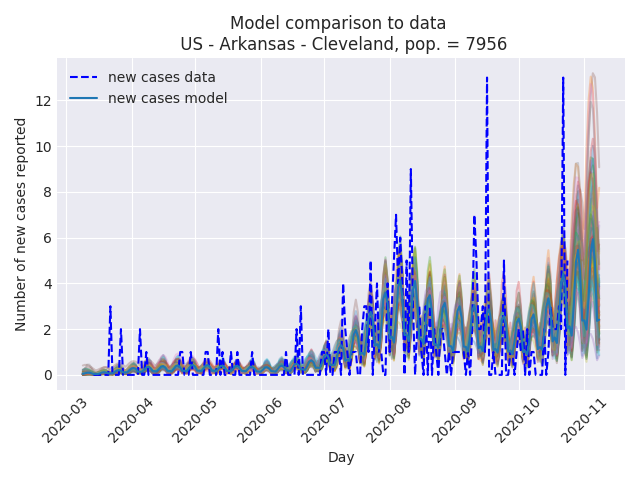 Model comparison to data
US - Arkansas - Cleveland, pop. = 7956
new cases data
new cases model
Number of new cases reported
12
10
8
6
4
2
0
2020-03
2020-04
2020-05
2020-06
2020-07
2020-08
2020-09
2020-10
2020-11
Day